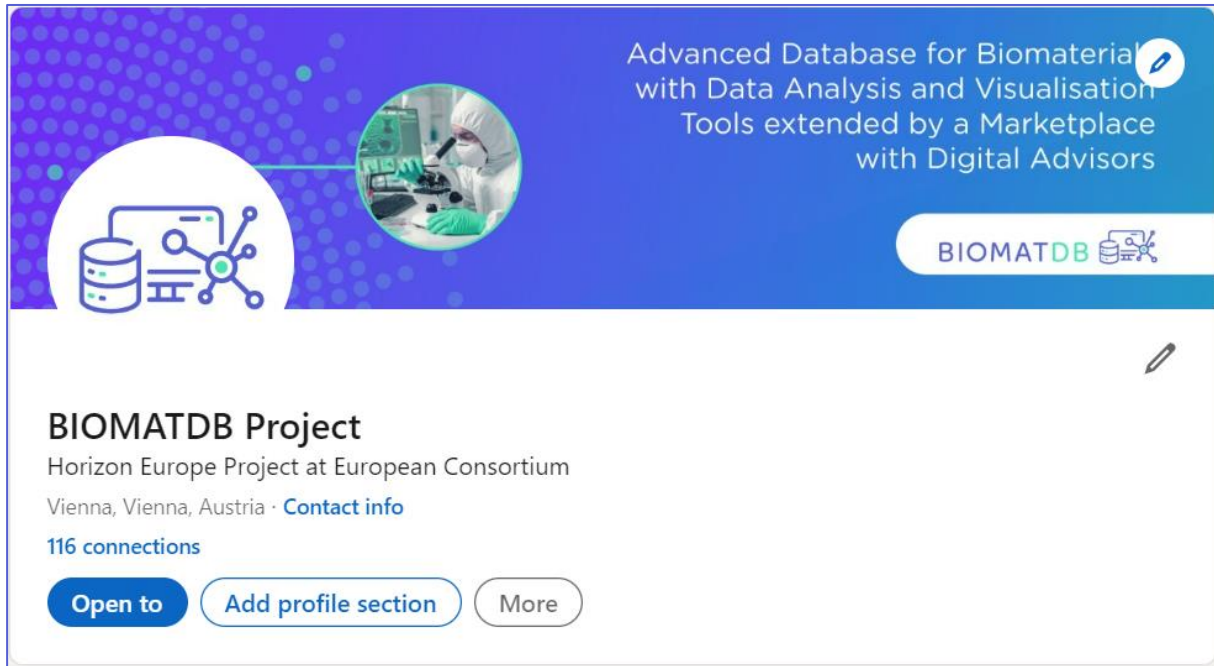 Advanced Database for Biomaterial
with Data Analysis and Visualisation
Tools extended by a Marketplace
with Digital Advisors
BIOMATDB
BIOMATDB Project
Horizon Europe Project at European Consortium
Vienna, Vienna, Austria · Contact info
116 connections
Open to
Add profile section
More